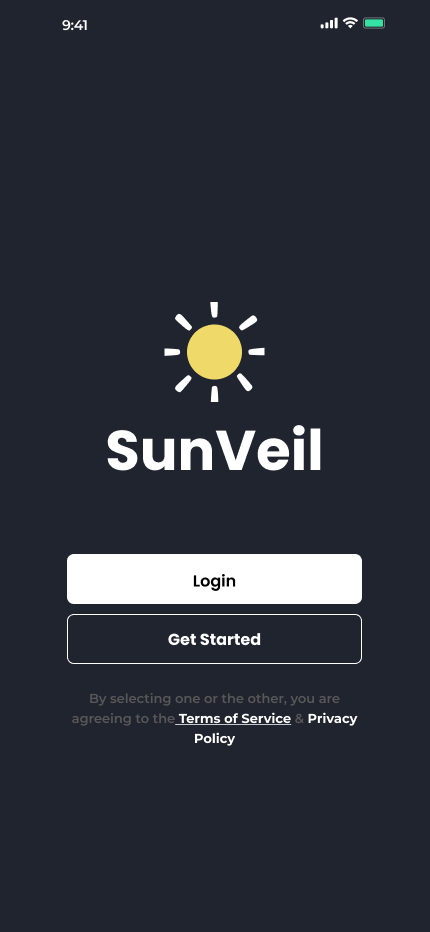 9:41
SunVeil
Login
Get Started
By selecting one or the other, you are
agreeing to the Terms of Service & Privacy
Policy